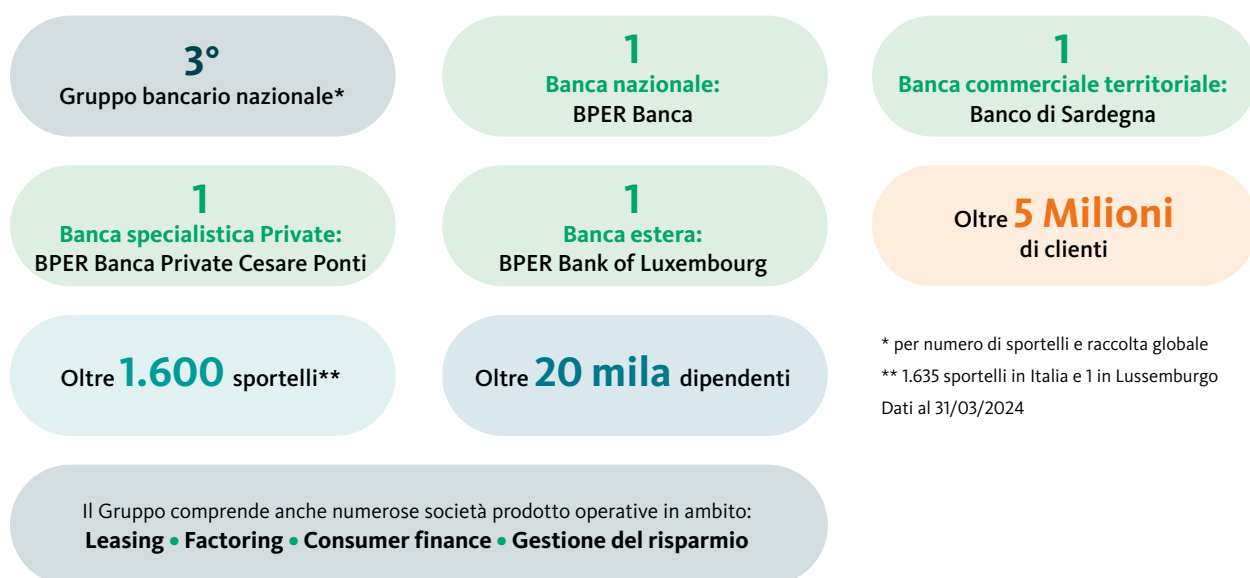 3°
Gruppo bancario nazionale*
1
Banca nazionale:
BPER Banca
1
Banca commerciale territoriale:
Banco di Sardegna
1
Banca specialistica Private:
BPER Banca Private Cesare Ponti
1
Banca estera:
BPER Bank of Luxembourg
Oltre 5 Milioni
di clienti
Oltre 1.600 sportelli**
Oltre 20 mila dipendenti
* per numero di sportelli e raccolta globale
** 1.635 sportelli in Italia e 1 in Lussemburgo
Dati al 31/03/2024
Il Gruppo comprende anche numerose società prodotto operative in ambito:
Leasing • Factoring • Consumer finance • Gestione del risparmio